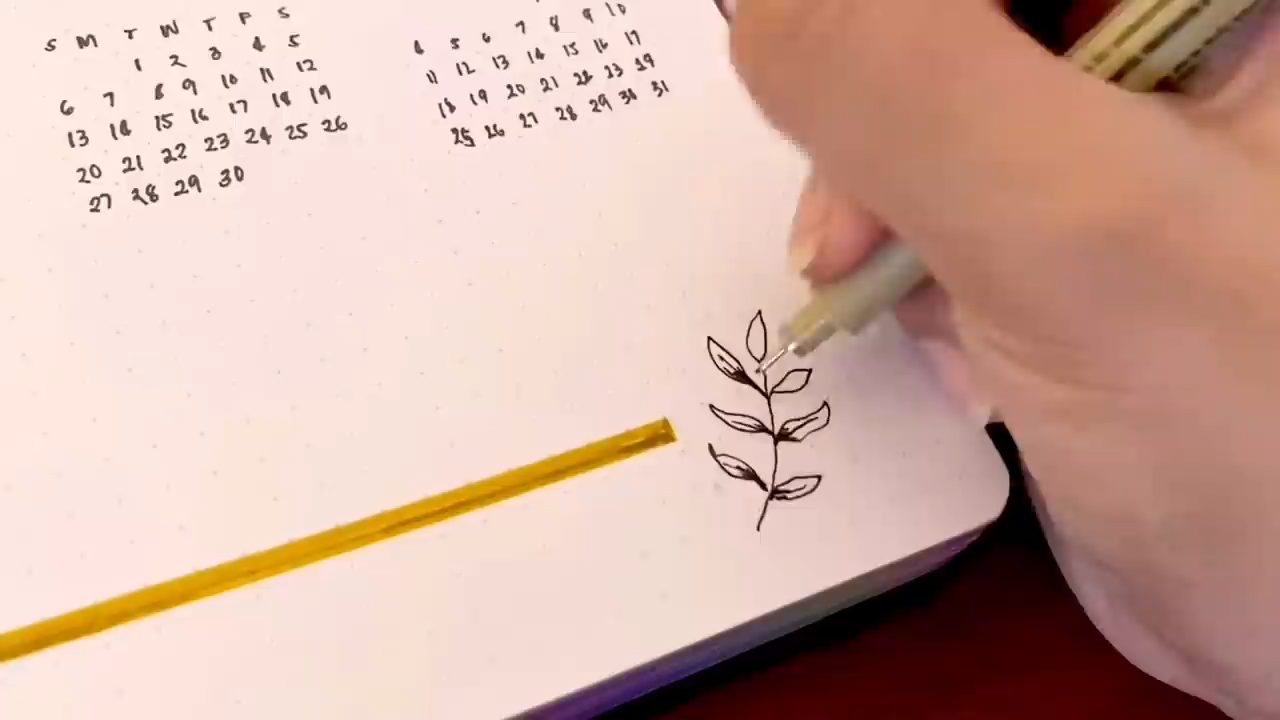 S M T W T F S
1 2 3 4 5
6 7 8 9 10 11 12
13 14 15 16 17 18 19
20 21 22 23 24 25 26
27 28 29 30
4 5 6 7 8 9 10
11 12 13 14 15 16 17
18 19 20 21 22 23 24
25 26 27 28 29 30 31